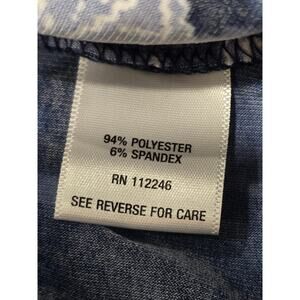 94% POLYESTER
6% SPANDEX
RN 112246
SEE REVERSE FOR CARE